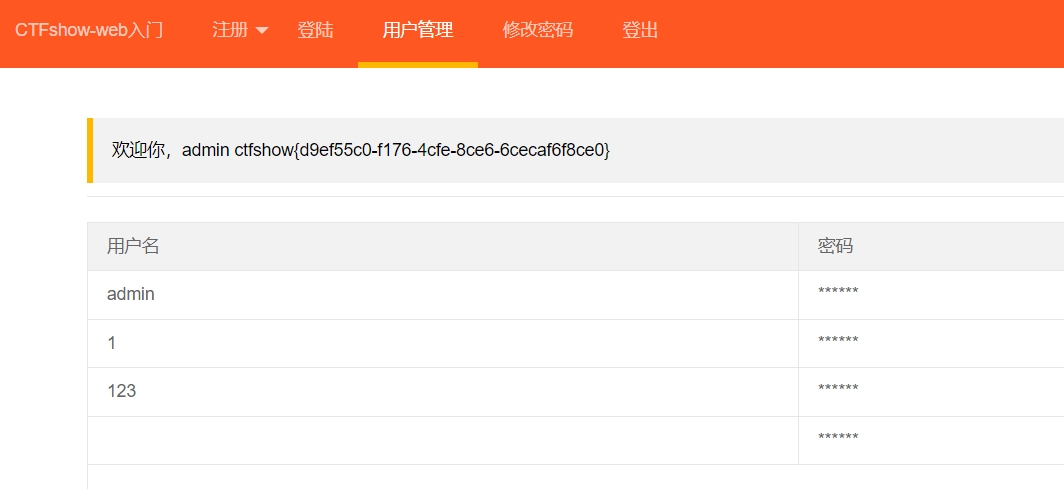 CTFshow-web入门 注册 登陆 用户管理 修改密码 登出
欢迎你，admin ctfshow{d9ef55c0-f176-4cfe-8ce6-6cecaf6f8ce0}
用户名 密码
admin ******
1 ******
123 ******
******